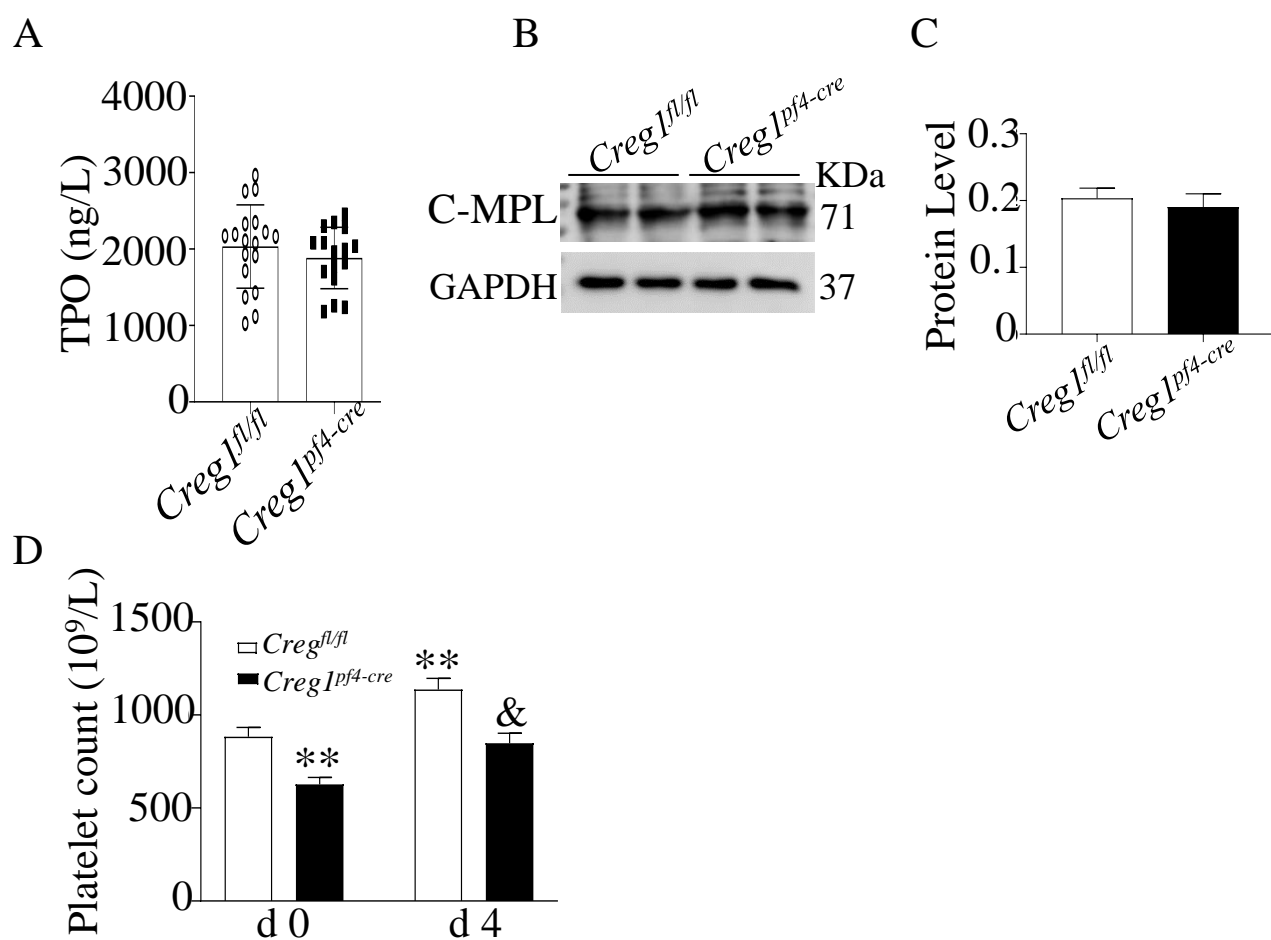 A
4000
3000
2000
1000
0
TPO (ng/L)
Creg1fl/fl
Creg1pf4-cre
B
Creg1fl/fl
Creg1pf4-cre
KDa
C-MPL
71
GAPDH
37
C
0.3
0.2
0.1
0
Protein Level
Creg1fl/fl
Creg1pf4-cre
D
1500
1000
500
0
Platelet count (10⁹/L)
Cregfl/fl
Creg1pf4-cre
**
**
&
d 0
d 4